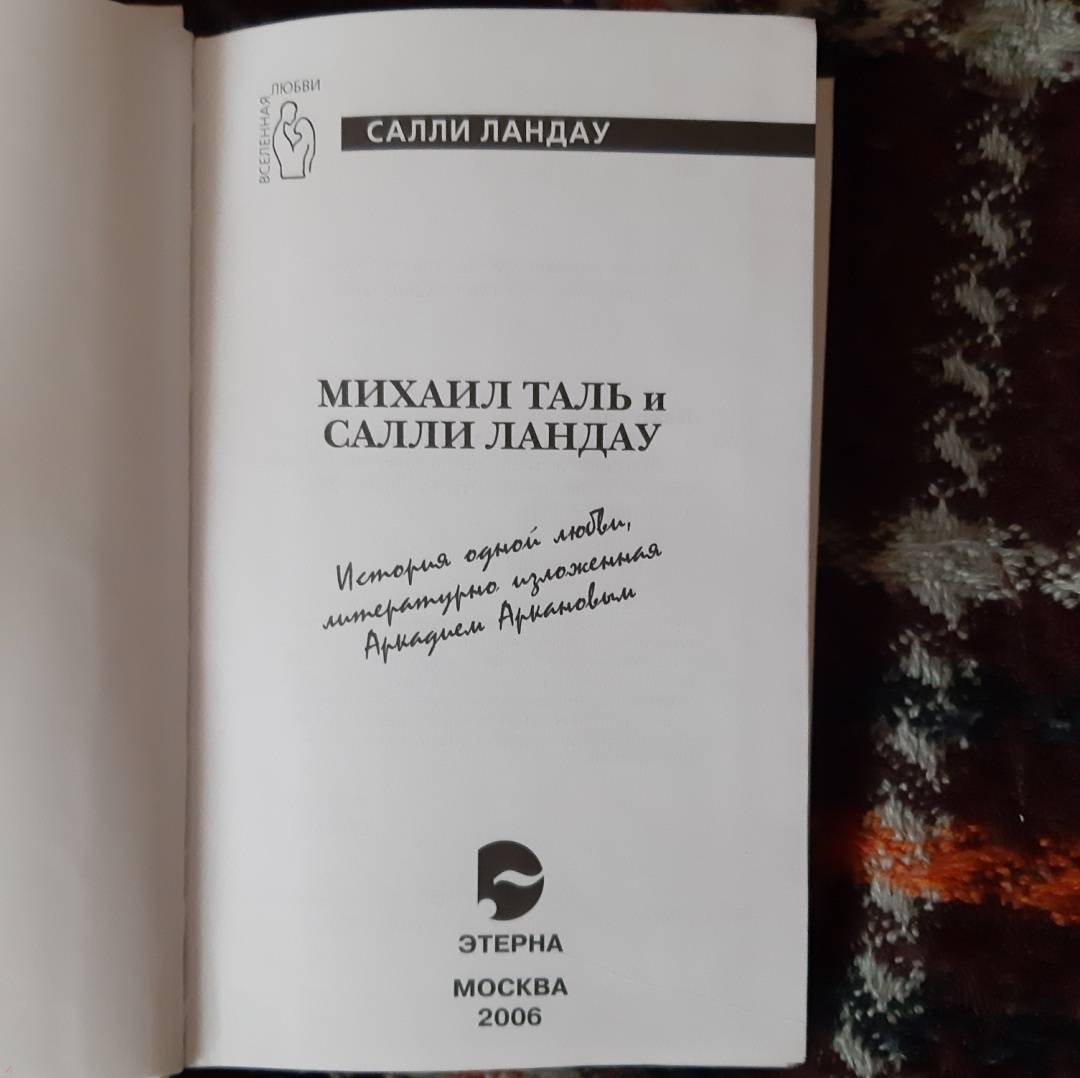 ВСЕЛЕННАЯ ЛЮБВИ
САЛЛИ ЛАНДАУ
МИХАИЛ ТАЛЬ и
САЛЛИ ЛАНДАУ
История одной любви,
литературно изложенная
Аркадием Аркановым
ЭТЕРНА
МОСКВА
2006